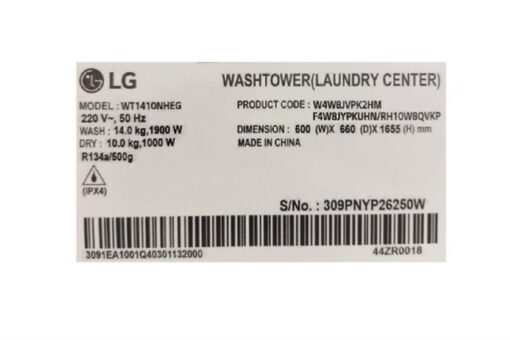 LG
WASHTOWER(LAUNDRY CENTER)
MODEL : WT1410NHEG
220 V~, 50 Hz
WASH : 14.0 kg,1900 W
DRY : 10.0 kg,1000 W
R134a/500g
(IPX4)
PRODUCT CODE : W4W8JVPK2HM
F4W8JYPKUHN/RH10W8QVKP
DIMENSION : 600 (W)X 660 (D)X 1655 (H) mm
MADE IN CHINA
S/No. : 309PNYP26250W
3091EA1001Q40301132000
44ZR0018